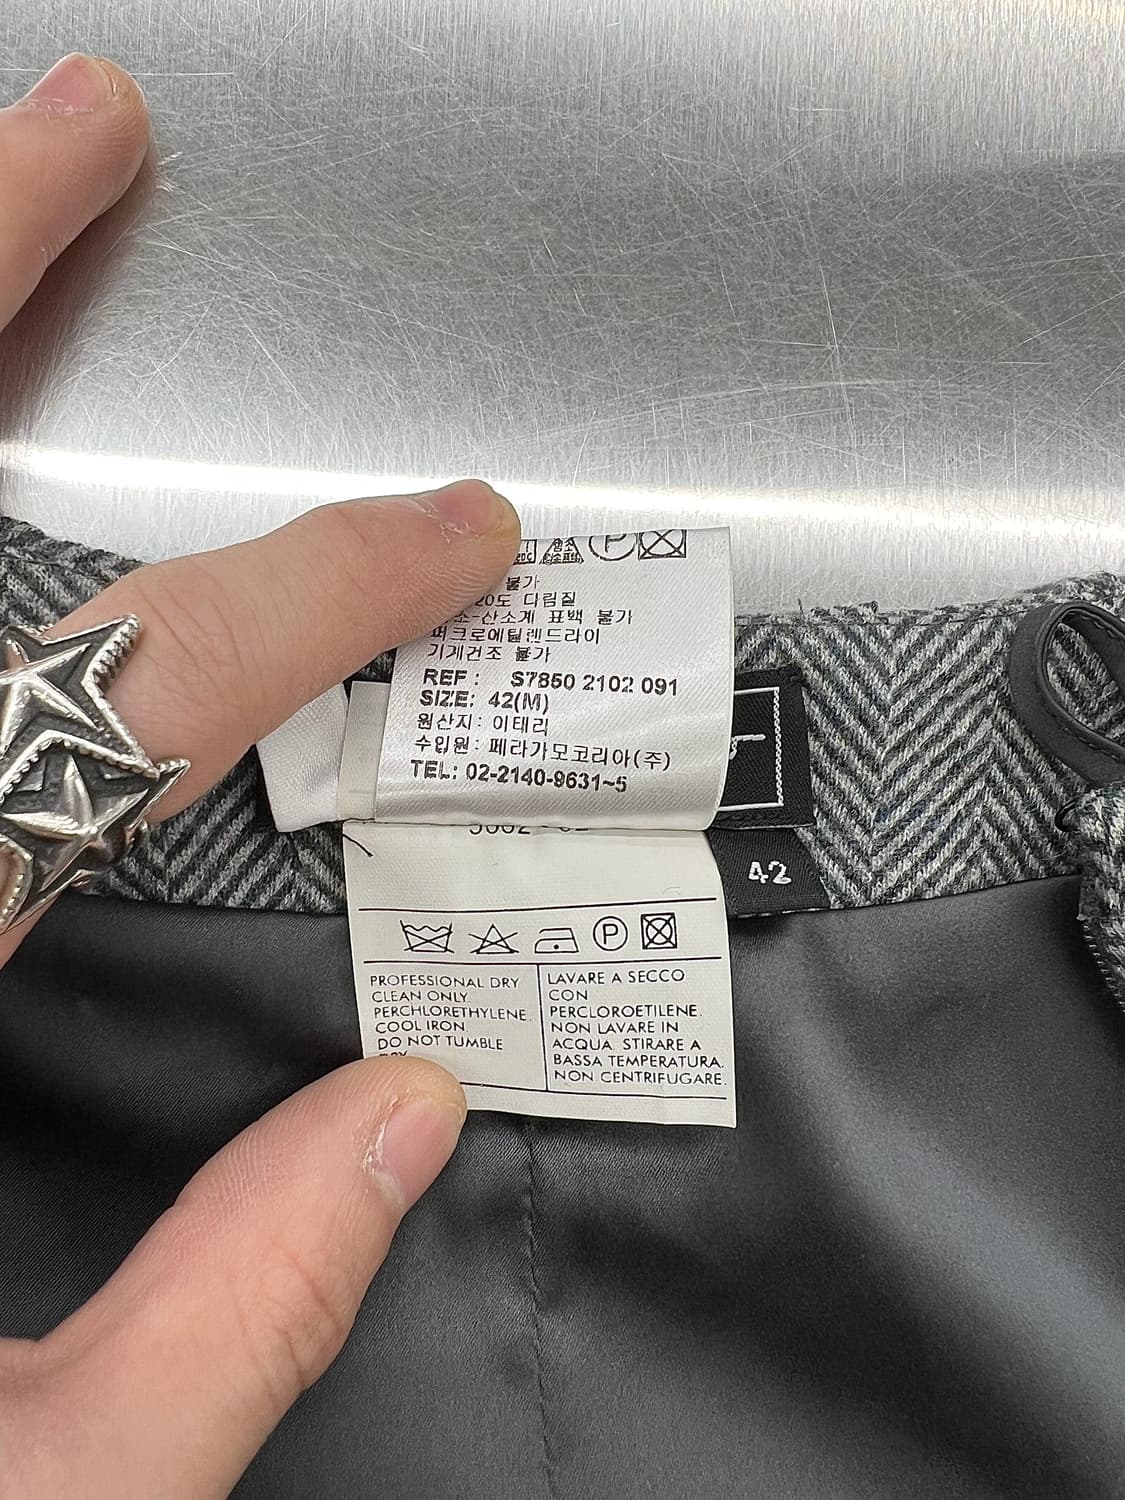 불가
20도 다림질
소-산소계 표백 불가
퍼크로에틸렌드라이
기계건조 불가
REF : S7850 2102 091
SIZE: 42(M)
원산지: 이태리
수입원: 페라가모코리아(주)
TEL: 02-2140-9631~5
42
P
PROFESSIONAL DRY
CLEAN ONLY
PERCHLORETHYLENE.
COOL IRON
DO NOT TUMBLE
LAVARE A SECCO
CON
PERCLOROETILENE.
NON LAVARE IN
ACQUA. STIRARE A
BASSA TEMPERATURA.
NON CENTRIFUGARE.